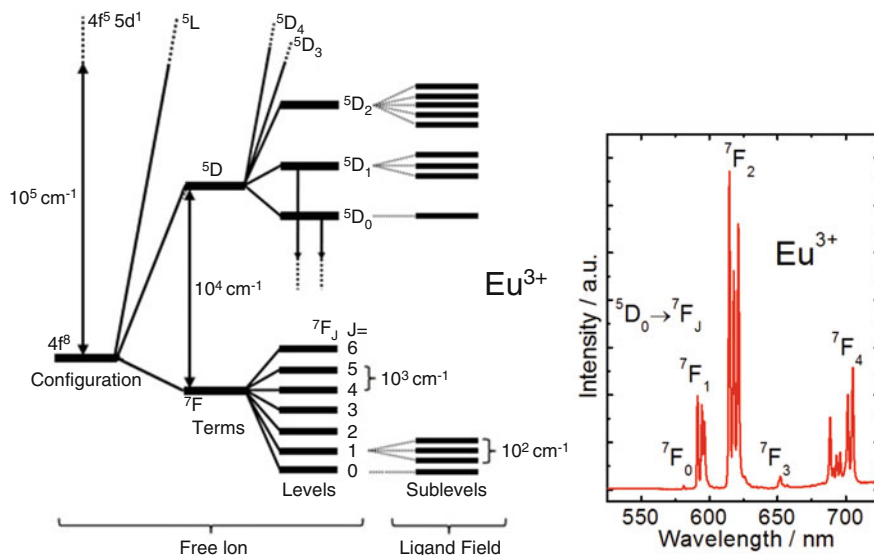 4f⁵ 5d¹
⁵L
⁵D₄
⁵D₃
⁵D₂
⁵D
⁵D₁
10⁵ cm⁻¹
⁵D₀
10⁴ cm⁻¹
Eu³⁺
⁷F_J J=
6
4f⁸
5
10³ cm⁻¹
Configuration
4
⁷F
3
Terms
2
1
10² cm⁻¹
0
Levels
Sublevels
Free Ion
Ligand Field
Intensity / a.u.
⁷F₂
Eu³⁺
⁵D₀→⁷F_J
⁷F₁
⁷F₄
⁷F₀
⁷F₃
550 600 650 700
Wavelength / nm